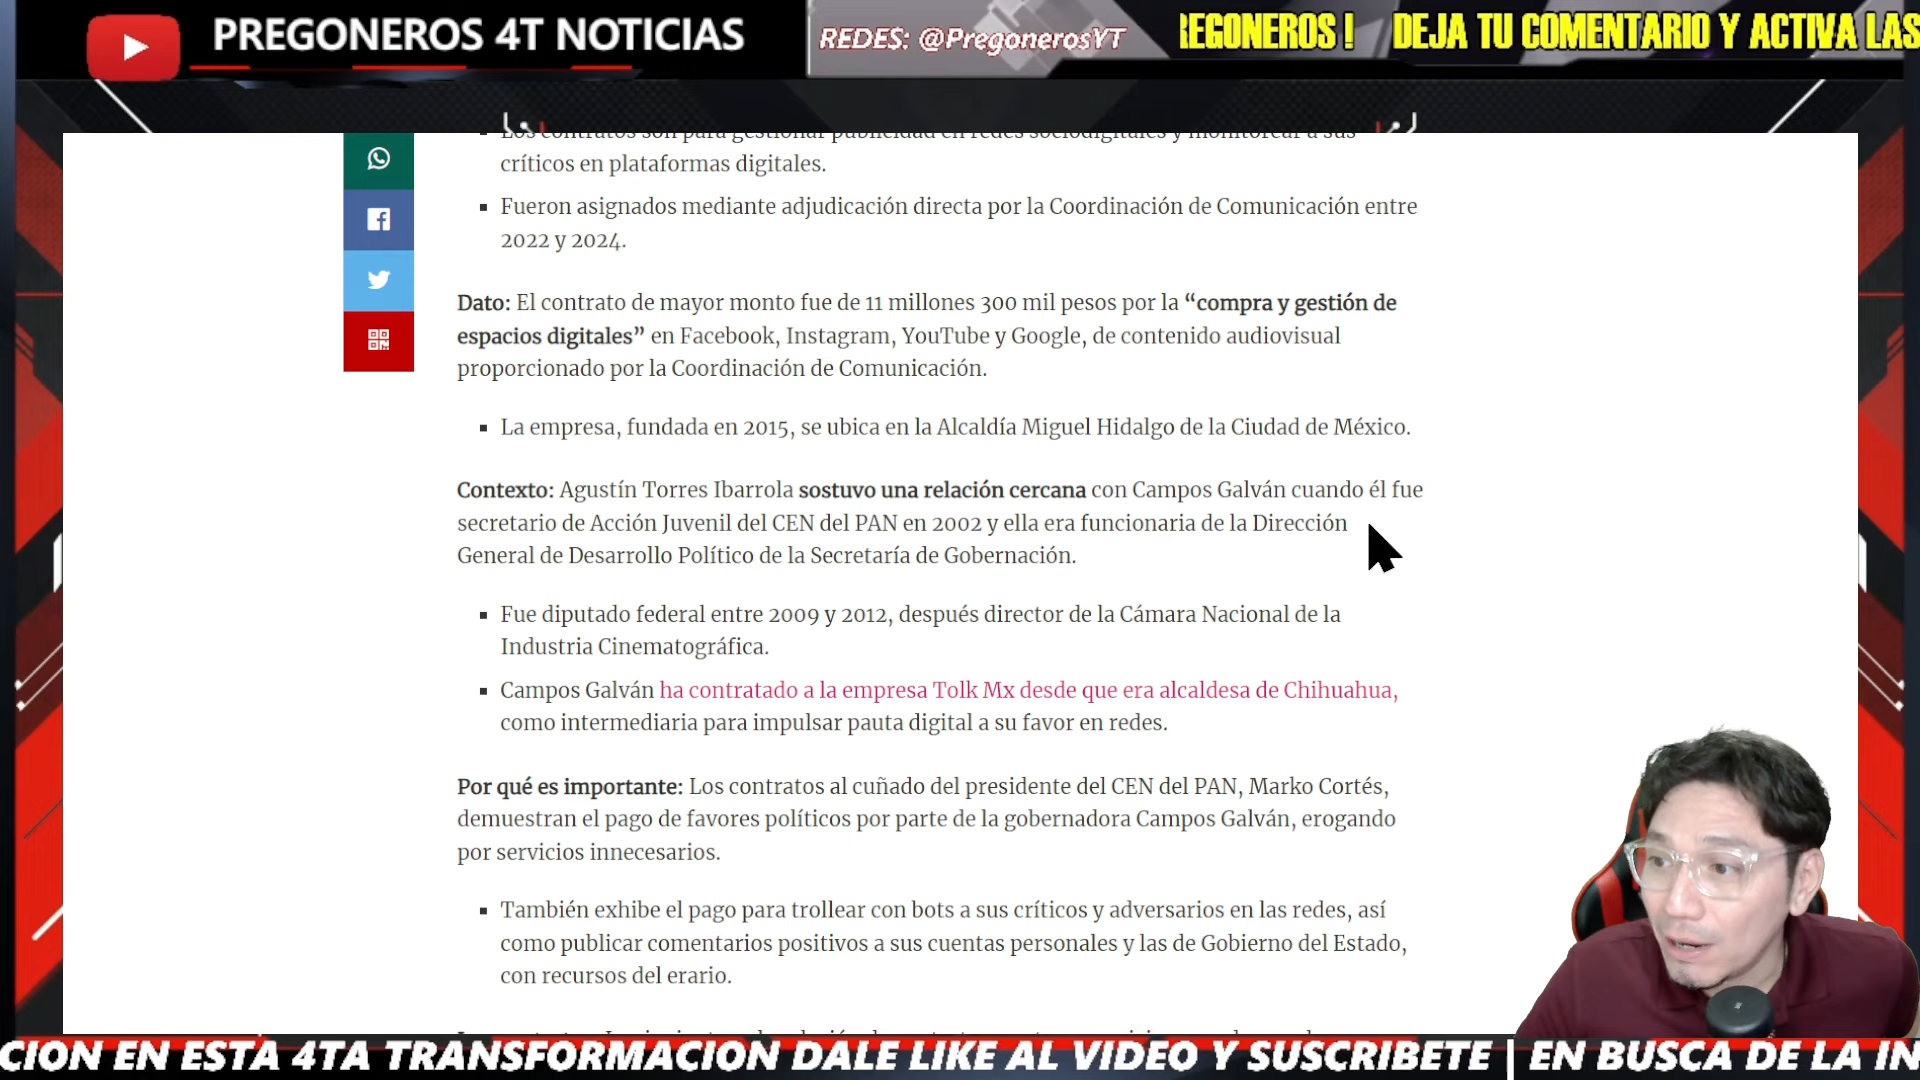 PREGONEROS 4T NOTICIAS
REDES: @PregonerosYT
REGONEROS ! DEJA TU COMENTARIO Y ACTIVA LAS
Los contratos son para gestionar publicidad en redes sociodigitales y monitorear a sus
críticos en plataformas digitales.
Fueron asignados mediante adjudicación directa por la Coordinación de Comunicación entre
2022 y 2024.
Dato: El contrato de mayor monto fue de 11 millones 300 mil pesos por la “compra y gestión de
espacios digitales” en Facebook, Instagram, YouTube y Google, de contenido audiovisual
proporcionado por la Coordinación de Comunicación.
La empresa, fundada en 2015, se ubica en la Alcaldía Miguel Hidalgo de la Ciudad de México.
Contexto: Agustín Torres Ibarrola sostuvo una relación cercana con Campos Galván cuando él fue
secretario de Acción Juvenil del CEN del PAN en 2002 y ella era funcionaria de la Dirección
General de Desarrollo Político de la Secretaría de Gobernación.
Fue diputado federal entre 2009 y 2012, después director de la Cámara Nacional de la
Industria Cinematográfica.
Campos Galván ha contratado a la empresa Tolk Mx desde que era alcaldesa de Chihuahua,
como intermediaria para impulsar pauta digital a su favor en redes.
Por qué es importante: Los contratos al cuñado del presidente del CEN del PAN, Marko Cortés,
demuestran el pago de favores políticos por parte de la gobernadora Campos Galván, erogando
por servicios innecesarios.
También exhibe el pago para trollear con bots a sus críticos y adversarios en las redes, así
como publicar comentarios positivos a sus cuentas personales y las de Gobierno del Estado,
con recursos del erario.
CION EN ESTA 4TA TRANSFORMACION DALE LIKE AL VIDEO Y SUSCRIBETE | EN BUSCA DE LA IN